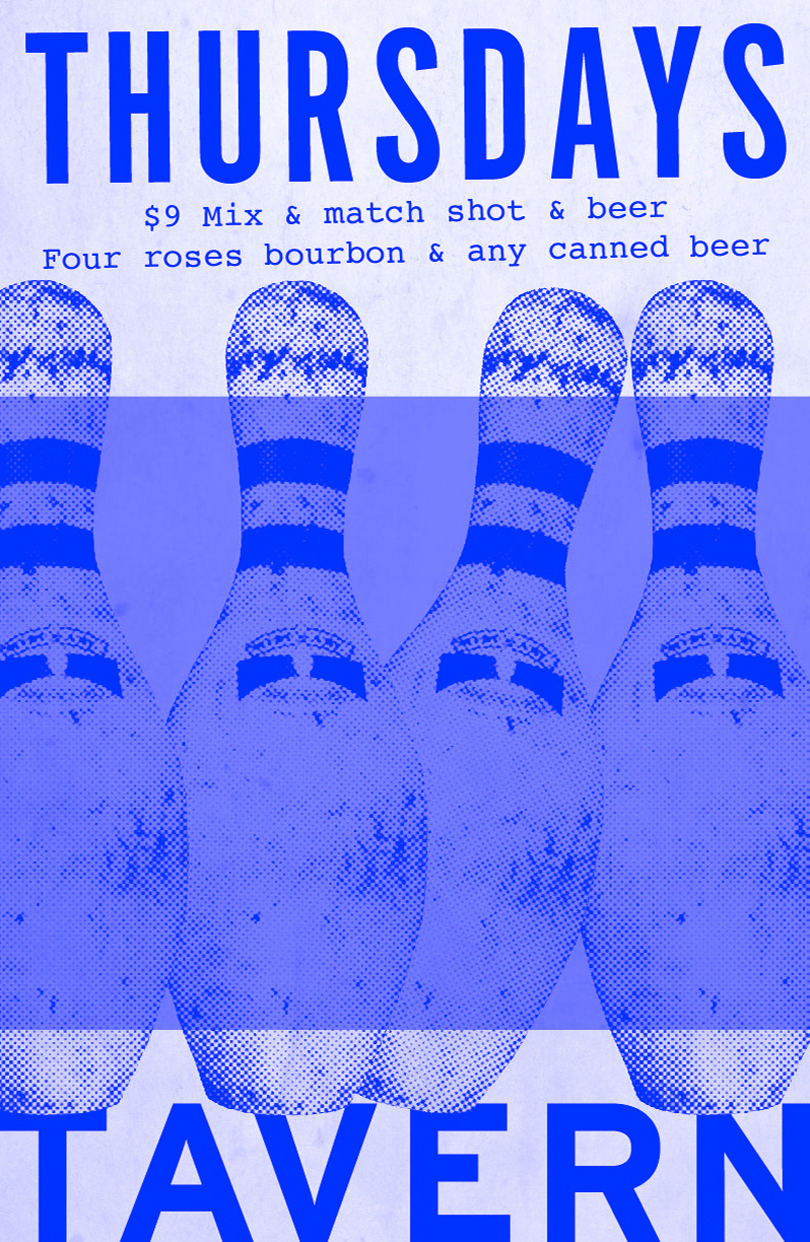 THURSDAYS
$9 Mix & match shot & beer
Four roses bourbon & any canned beer
TAVERN